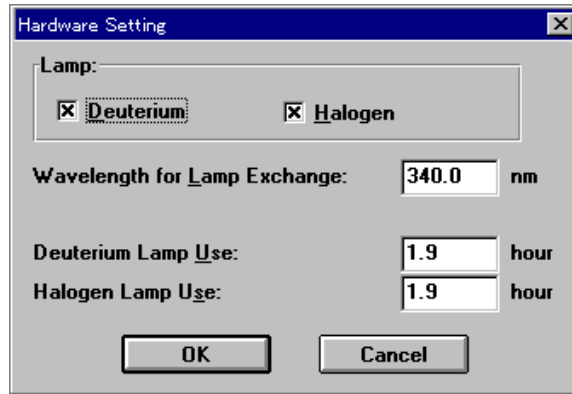 Hardware Setting
Lamp:
Deuterium Halogen
Wavelength for Lamp Exchange: 340.0 nm
Deuterium Lamp Use: 1.9 hour
Halogen Lamp Use: 1.9 hour
OK Cancel